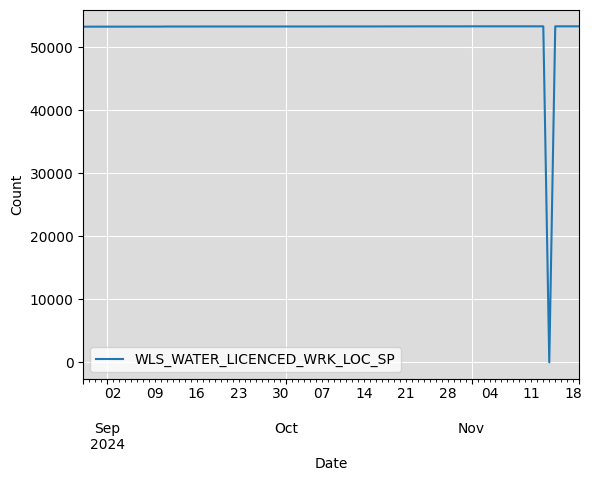 50000
40000
30000
20000
10000
0
Count
WLS_WATER_LICENCED_WRK_LOC_SP
02 09 16 23 30 07 14 21 28 04 11 18
Sep Oct Nov
2024
Date